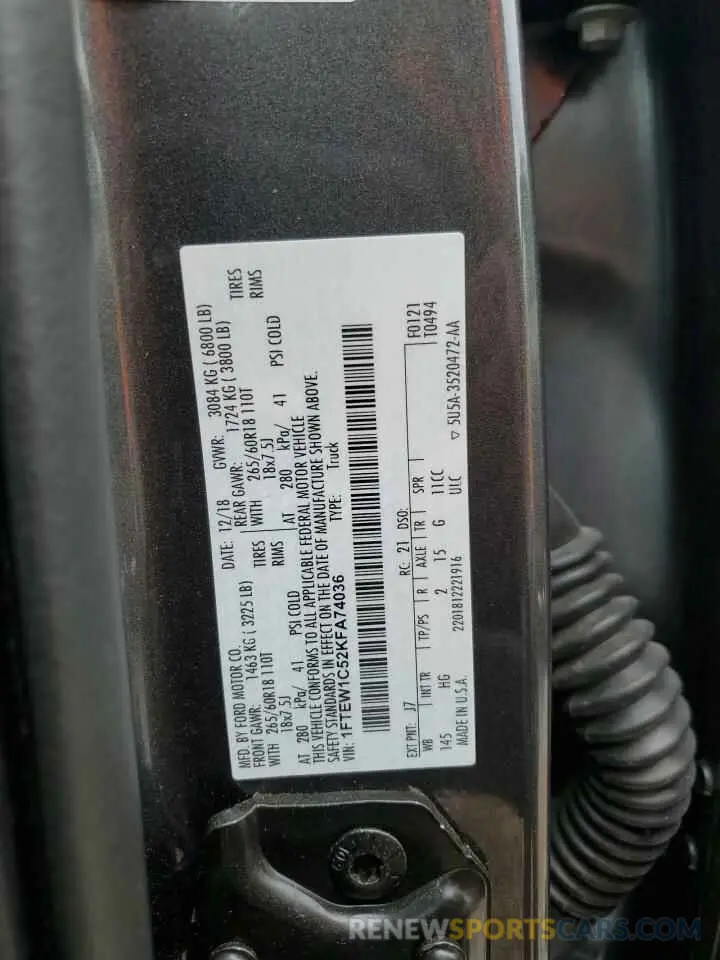 MFD. BY FORD MOTOR CO.
DATE: 12/18 GVWR: 3084 KG ( 6800 LB)
FRONT GAWR: 1463 KG ( 3225 LB) REAR GAWR: 1724 KG ( 3800 LB)
WITH 265/60R18 110T TIRES WITH 265/60R18 110T TIRES
18x7.5J RIMS 18x7.5J RIMS
AT 280 kPa/ 41 PSI COLD AT 280 kPa/ 41 PSI COLD
THIS VEHICLE CONFORMS TO ALL APPLICABLE FEDERAL MOTOR VEHICLE
SAFETY STANDARDS IN EFFECT ON THE DATE OF MANUFACTURE SHOWN ABOVE.
VIN: 1FTEW1C52KFA74036 TYPE: Truck
F0121
T0494
EXT PNT: J7 RC: 21 DSO:
WB INT TR TP/PS R AXLE TR SPR
145 HG 2 15 G 11CC
MADE IN U.S.A. 2201812221916 ULC ▽ 5U5A-3520472-AA
RENEWSPORTSCARS.COM